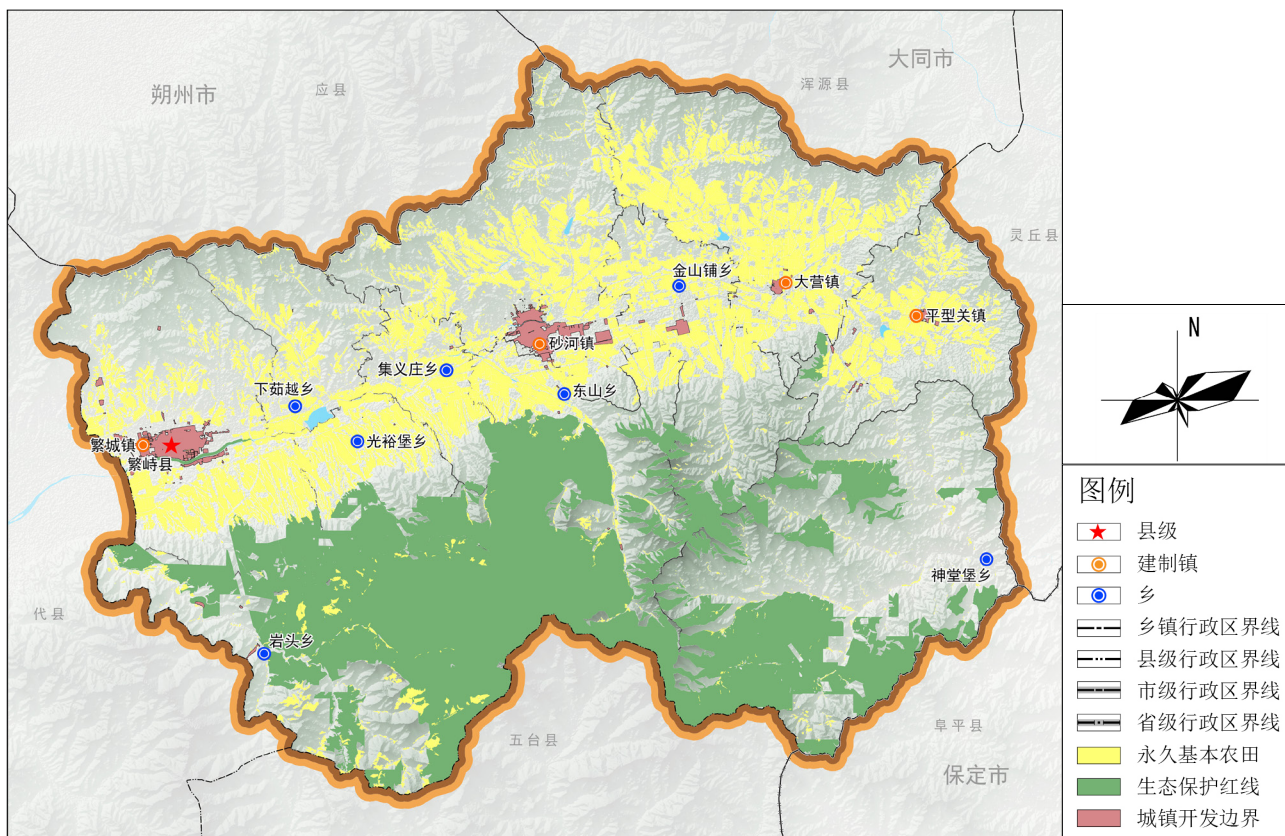 大同市
浑源县
朔州市
应县
灵丘县
金山铺乡
大营镇
平型关镇
砂河镇
集义庄乡
东山乡
下茹越乡
光裕堡乡
繁城镇
繁峙县
神堂堡乡
代县
岩头乡
五台县
阜平县
保定市
N
图例
县级
建制镇
乡
乡镇行政区界线
县级行政区界线
市级行政区界线
省级行政区界线
永久基本农田
生态保护红线
城镇开发边界